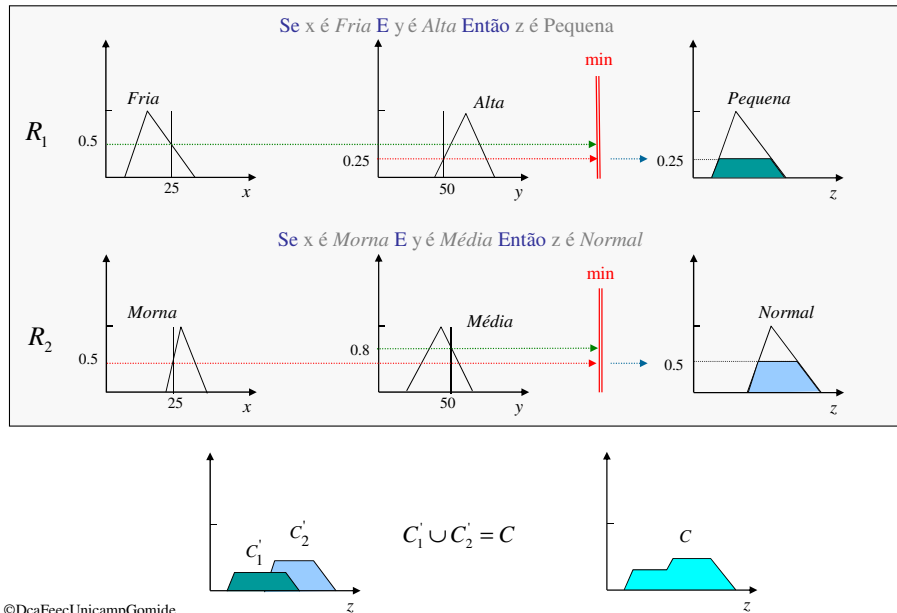 Se x é Fria E y é Alta Então z é Pequena
min
Fria
Alta
Pequena
R1
0.5
0.25
0.25
25
x
50
y
z
Se x é Morna E y é Média Então z é Normal
min
Morna
Média
Normal
R2
0.5
0.8
0.5
25
x
50
y
z
C'1
C'2
C'1 ∪ C'2 = C
C
z
z
©DcaFeecUnicampGomide